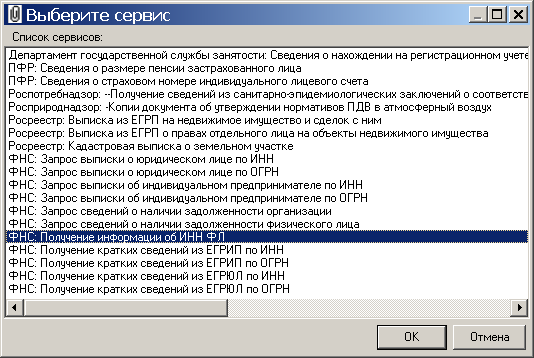 Выберите сервис
Список сервисов:
Департамент государственной службы занятости: Сведения о нахождении на регистрационном учете
ПФР: Сведения о размере пенсии застрахованного лица
ПФР: Сведения о страховом номере индивидуального лицевого счета
Роспотребнадзор: --Получение сведений из санитарно-эпидемиологических заключений о соответств
Росприроднадзор: -Копии документа об утверждении нормативов ПДВ в атмосферный воздух
Росреестр: Выписка из ЕГРП на недвижимое имущество и сделок с ним
Росреестр: Выписка из ЕГРП о правах отдельного лица на объекты недвижимого имущества
Росреестр: Кадастровая выписка о земельном участке
ФНС: Запрос выписки о юридическом лице по ИНН
ФНС: Запрос выписки о юридическом лице по ОГРН
ФНС: Запрос выписки об индивидуальном предпринимателе по ИНН
ФНС: Запрос выписки об индивидуальном предпринимателе по ОГРН
ФНС: Запрос сведений о наличии задолженности организации
ФНС: Запрос сведений о наличии задолженности физического лица
ФНС: Получение информации об ИНН ФЛ
ФНС: Получение кратких сведений из ЕГРИП по ИНН
ФНС: Получение кратких сведений из ЕГРИП по ОГРН
ФНС: Получение кратких сведений из ЕГРЮЛ по ИНН
ФНС: Получение кратких сведений из ЕГРЮЛ по ОГРН
OK
Отмена